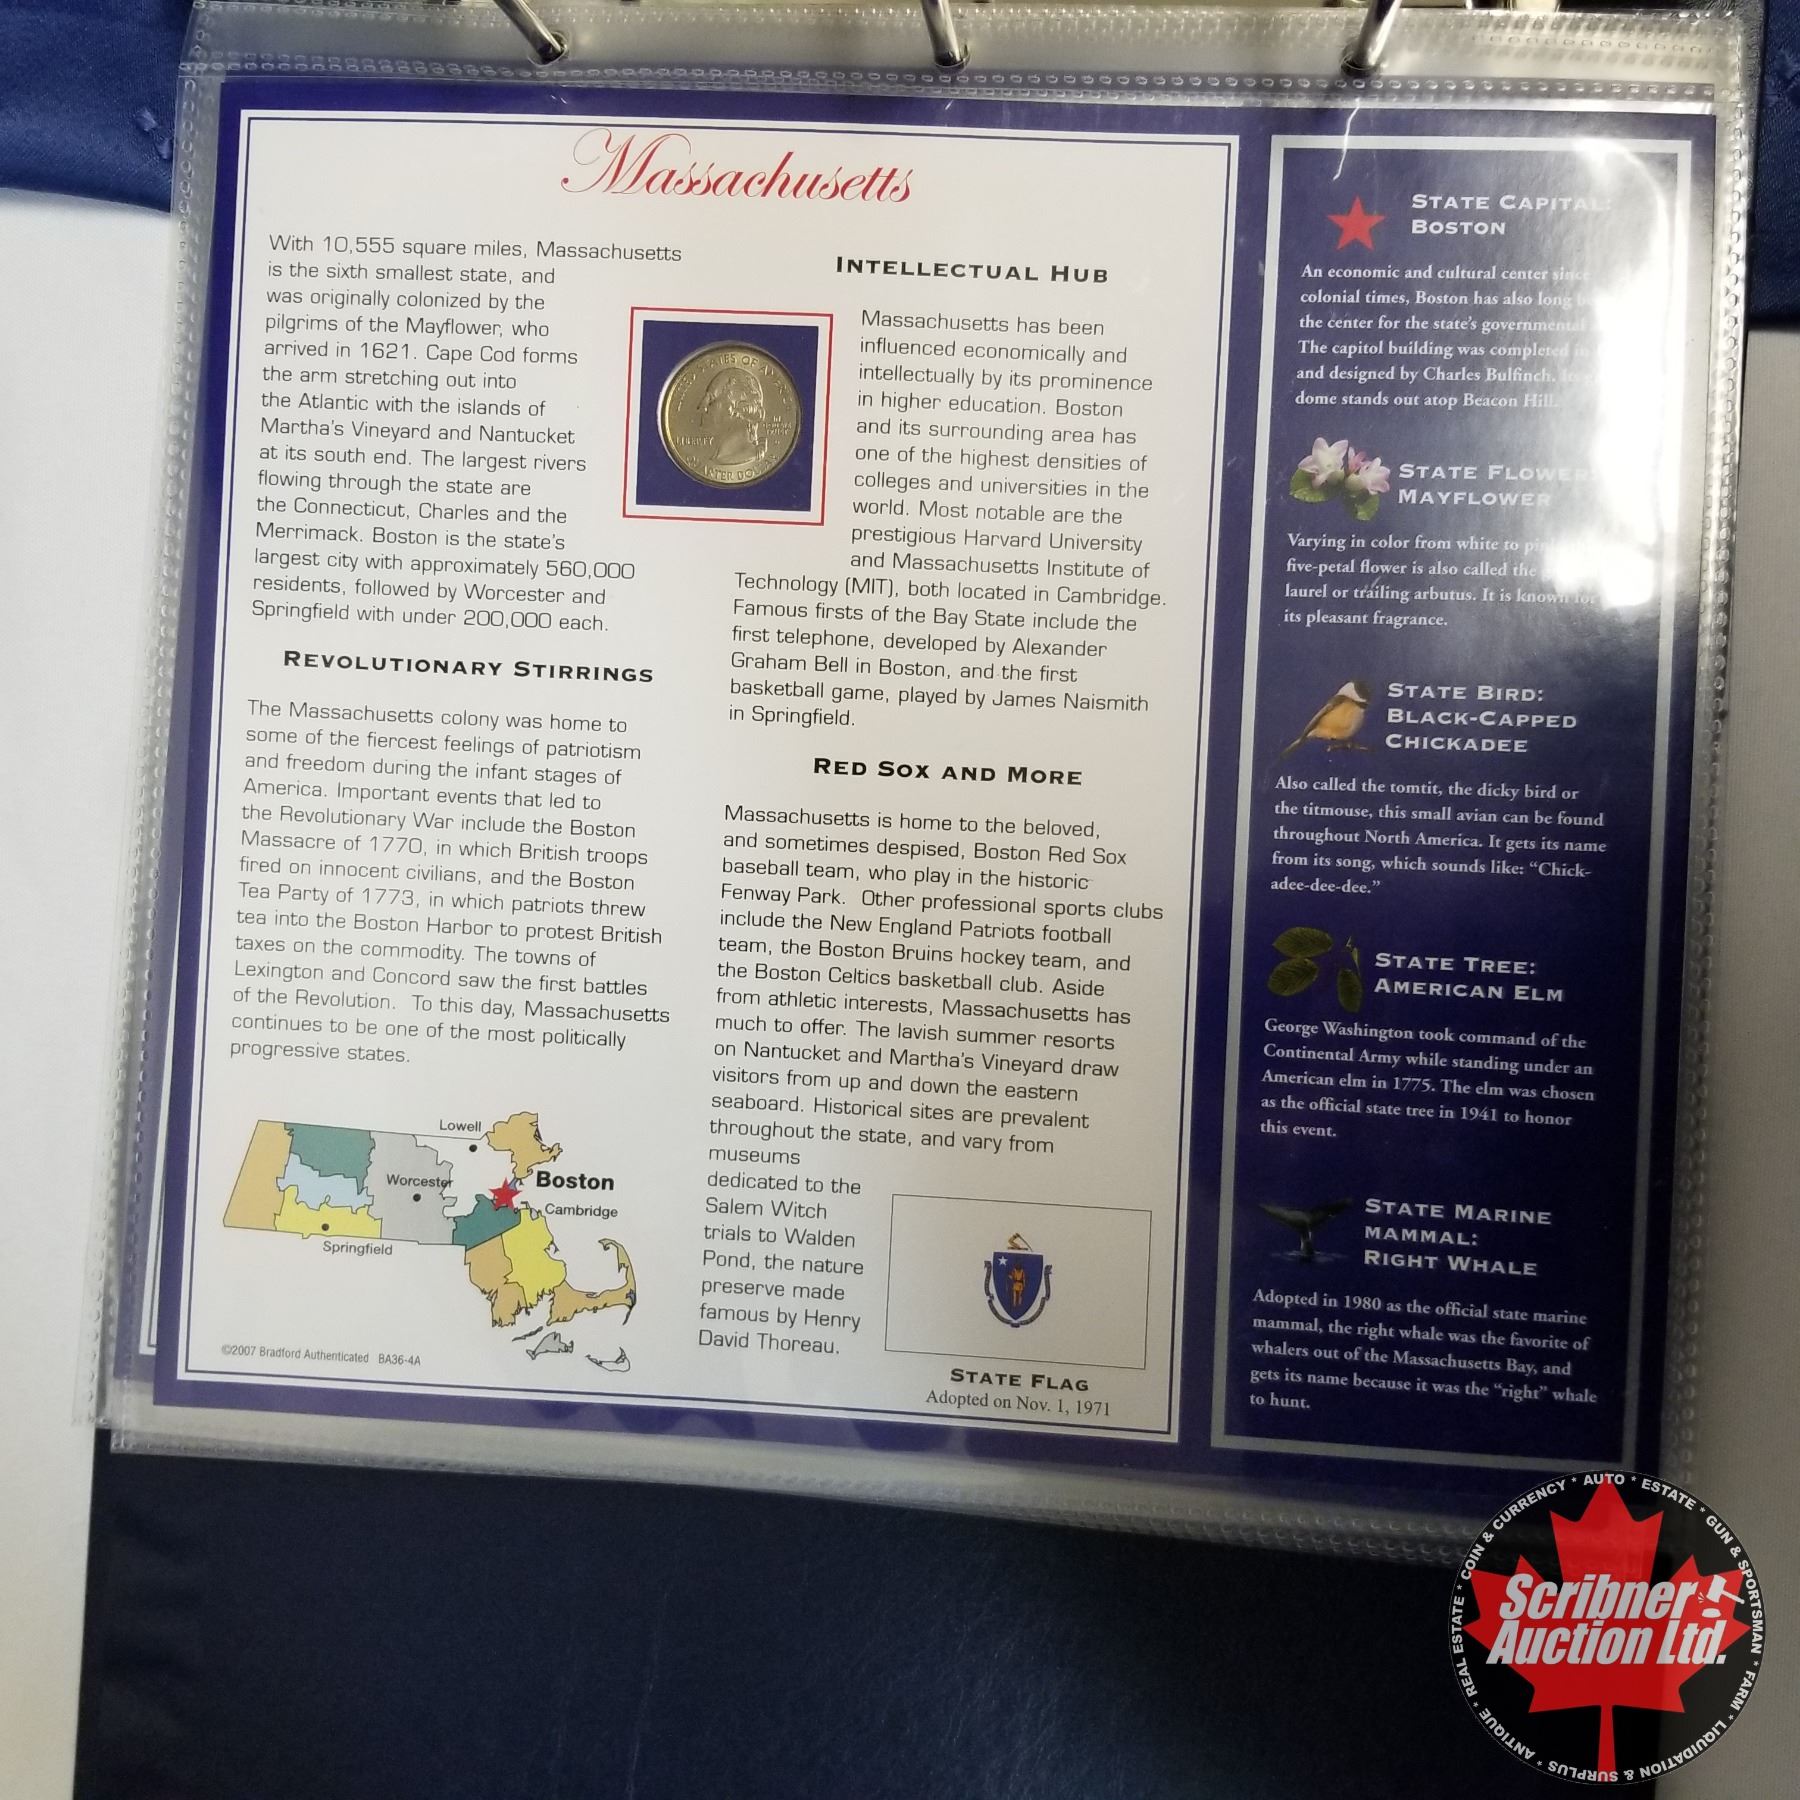 Massachusetts
With 10,555 square miles, Massachusetts
is the sixth smallest state, and
was originally colonized by the
pilgrims of the Mayflower, who
arrived in 1621. Cape Cod forms
the arm stretching out into
the Atlantic with the islands of
Martha's Vineyard and Nantucket
at its south end. The largest rivers
flowing through the state are
the Connecticut, Charles and the
Merrimack. Boston is the state's
largest city with approximately 560,000
residents, followed by Worcester and
Springfield with under 200,000 each.
REVOLUTIONARY STIRRINGS
The Massachusetts colony was home to
some of the fiercest feelings of patriotism
and freedom during the infant stages of
America. Important events that led to
the Revolutionary War include the Boston
Massacre of 1770, in which British troops
fired on innocent civilians, and the Boston
Tea Party of 1773, in which patriots threw
tea into the Boston Harbor to protest British
taxes on the commodity. The towns of
Lexington and Concord saw the first battles
of the Revolution. To this day, Massachusetts
continues to be one of the most politically
progressive states.
Lowell
Worcester
Boston
Cambridge
Springfield
©2007 Bradford Authenticated BA36-4A
UNITED STATES OF AMERICA
LIBERTY
IN
GOD WE
TRUST
QUARTER DOLLAR
INTELLECTUAL HUB
Massachusetts has been
influenced economically and
intellectually by its prominence
in higher education. Boston
and its surrounding area has
one of the highest densities of
colleges and universities in the
world. Most notable are the
prestigious Harvard University
and Massachusetts Institute of
Technology (MIT), both located in Cambridge.
Famous firsts of the Bay State include the
first telephone, developed by Alexander
Graham Bell in Boston, and the first
basketball game, played by James Naismith
in Springfield.
RED SOX AND MORE
Massachusetts is home to the beloved,
and sometimes despised, Boston Red Sox
baseball team, who play in the historic
Fenway Park. Other professional sports clubs
include the New England Patriots football
team, the Boston Bruins hockey team, and
the Boston Celtics basketball club. Aside
from athletic interests, Massachusetts has
much to offer. The lavish summer resorts
on Nantucket and Martha's Vineyard draw
visitors from up and down the eastern
seaboard. Historical sites are prevalent
throughout the state, and vary from
museums
dedicated to the
Salem Witch
trials to Walden
Pond, the nature
preserve made
famous by Henry
David Thoreau.
STATE FLAG
Adopted on Nov. 1, 1971
STATE CAPITAL:
BOSTON
An economic and cultural center since
colonial times, Boston has also long
the center for the state's governmental
The capitol building was completed in
and designed by Charles Bulfinch. Its
dome stands out atop Beacon Hill.
STATE FLOWER:
MAYFLOWER
Varying in color from white to pink,
five-petal flower is also called the
laurel or trailing arbutus. It is known for
its pleasant fragrance.
STATE BIRD:
BLACK-CAPPED
CHICKADEE
Also called the tomtit, the dicky bird or
the titmouse, this small avian can be found
throughout North America. It gets its name
from its song, which sounds like: "Chick-
adee-dee-dee."
STATE TREE:
AMERICAN ELM
George Washington took command of the
Continental Army while standing under an
American elm in 1775. The elm was chosen
as the official state tree in 1941 to honor
this event.
STATE MARINE
MAMMAL:
RIGHT WHALE
Adopted in 1980 as the official state marine
mammal, the right whale was the favorite of
whalers out of the Massachusetts Bay, and
gets its name because it was the "right" whale
to hunt.
COIN & CURRENCY * AUTO * ESTATE * GUN & SPORTSMAN * FARM * LIQUIDATION & SURPLUS * ANTIQUE * REAL ESTATE *
Scribner
Auction Ltd.